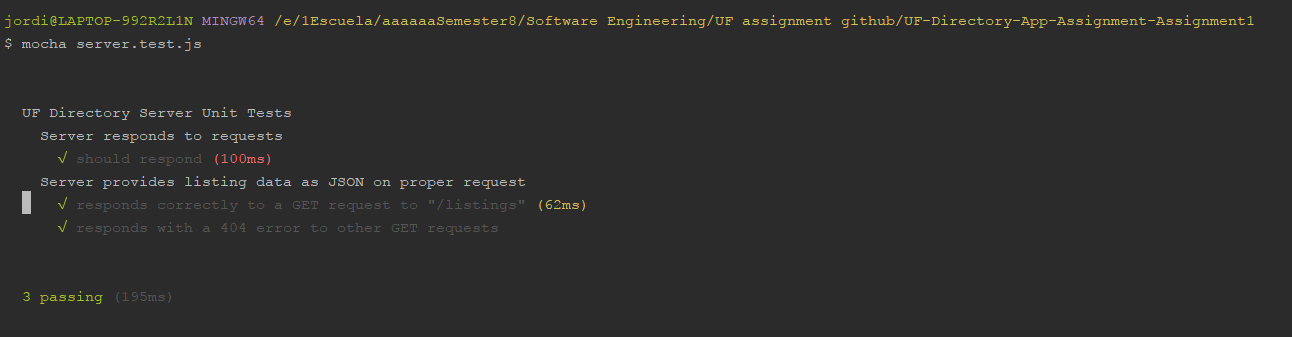 jordi@LAPTOP-992R2L1N MINGW64 /e/1Escuela/aaaaaaSemester8/Software Engineering/UF assignment github/UF-Directory-App-Assignment-Assignment1
$ mocha server.test.js
UF Directory Server Unit Tests
Server responds to requests
√ should respond (100ms)
Server provides listing data as JSON on proper request
√ responds correctly to a GET request to "/listings" (62ms)
√ responds with a 404 error to other GET requests
3 passing (195ms)